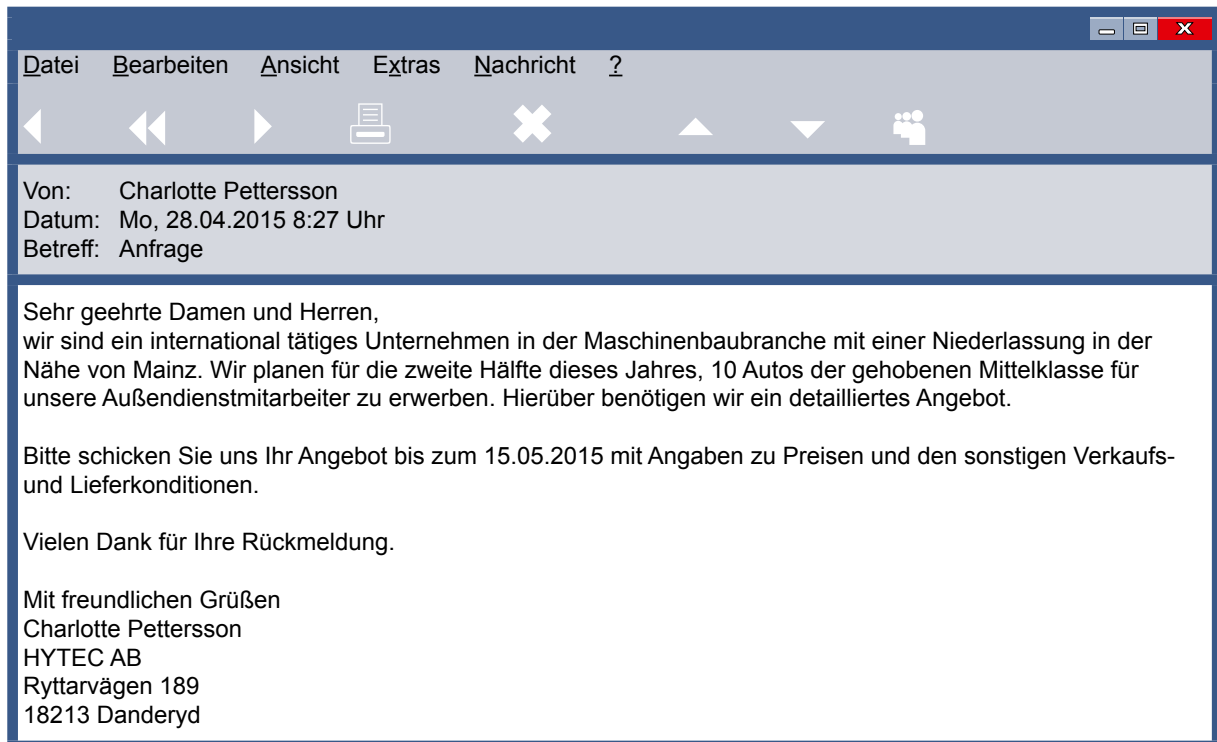 X
Datei Bearbeiten Ansicht Extras Nachricht ?
Von: Charlotte Pettersson
Datum: Mo, 28.04.2015 8:27 Uhr
Betreff: Anfrage
Sehr geehrte Damen und Herren,
wir sind ein international tätiges Unternehmen in der Maschinenbaubranche mit einer Niederlassung in der
Nähe von Mainz. Wir planen für die zweite Hälfte dieses Jahres, 10 Autos der gehobenen Mittelklasse für
unsere Außendienstmitarbeiter zu erwerben. Hierüber benötigen wir ein detailliertes Angebot.
Bitte schicken Sie uns Ihr Angebot bis zum 15.05.2015 mit Angaben zu Preisen und den sonstigen Verkaufs-
und Lieferkonditionen.
Vielen Dank für Ihre Rückmeldung.
Mit freundlichen Grüßen
Charlotte Pettersson
HYTEC AB
Ryttarvägen 189
18213 Danderyd